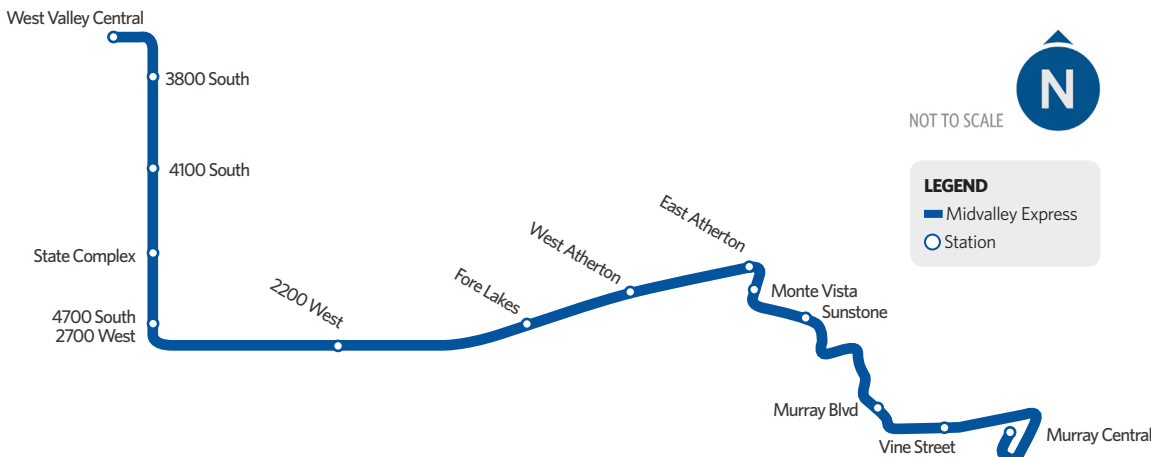 West Valley Central
3800 South
N
NOT TO SCALE
4100 South
LEGEND
Midvalley Express
Station
East Atherton
West Atherton
State Complex
Fore Lakes
2200 West
Monte Vista
Sunstone
4700 South
2700 West
Murray Blvd
Vine Street
Murray Central